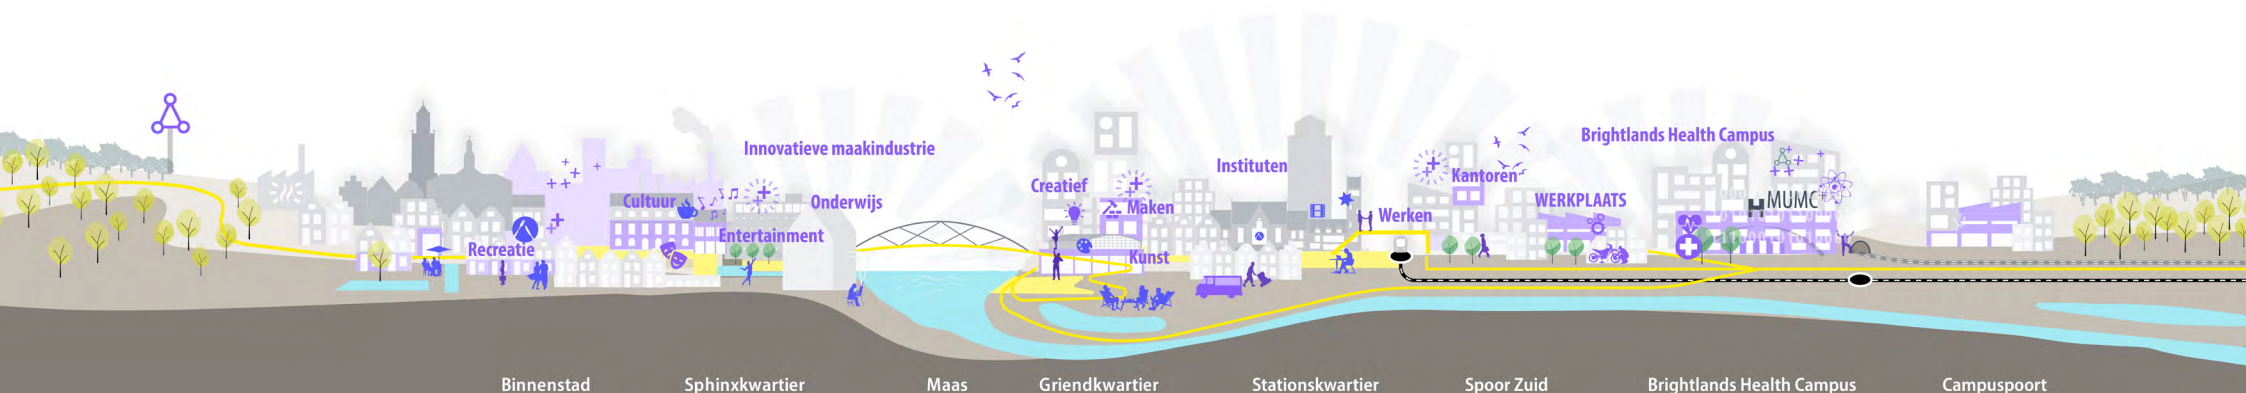 Innovatieve maakindustrie
Cultuur
Onderwijs
Entertainment
Recreatie
Creatief
Maken
Kunst
Instituten
Werken
Kantoren
WERKPLAATS
Brightlands Health Campus
MUMC
Binnenstad
Sphinxkwartier
Maas
Griendkwartier
Stationskwartier
Spoor Zuid
Brightlands Health Campus
Campuspoort